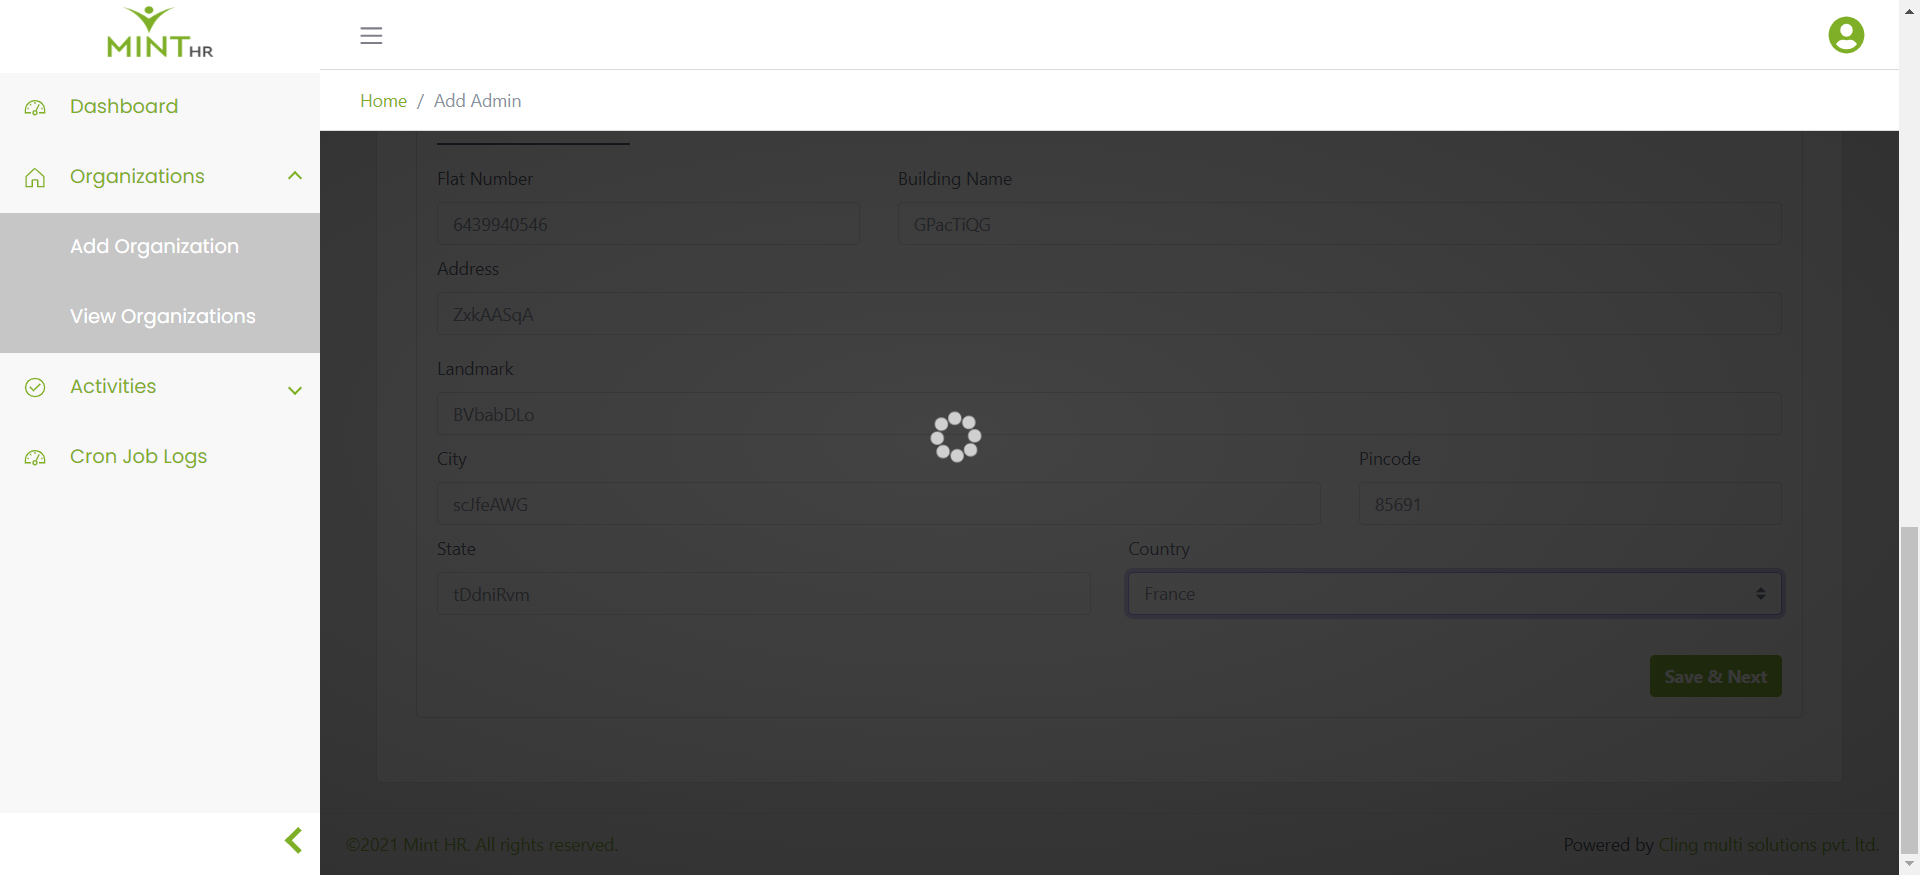 MINT HR
Dashboard
Organizations
Add Organization
View Organizations
Activities
Cron Job Logs
Home / Add Admin
Flat Number
Building Name
6439940546
GPacTiQG
Address
ZxkAASqA
Landmark
BVbabDLo
City
Pincode
scJfeAWG
85691
State
Country
tDdniRvm
France
Save & Next
©2021 Mint HR. All rights reserved.
Powered by Cling multi solutions pvt. ltd.